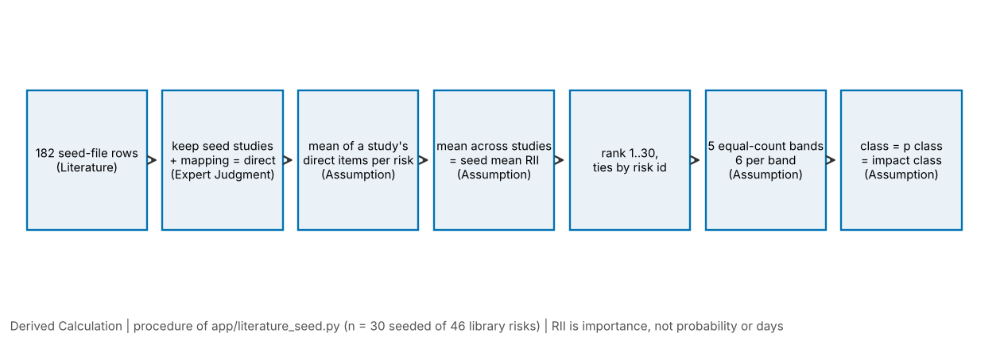 182 seed-file rows
(Literature)
keep seed studies
+ mapping = direct
(Expert Judgment)
mean of a study's
direct items per risk
(Assumption)
mean across studies
= seed mean RII
(Assumption)
rank 1..30,
ties by risk id
5 equal-count bands
6 per band
(Assumption)
class = p class
= impact class
(Assumption)
Derived Calculation | procedure of app/literature_seed.py (n = 30 seeded of 46 library risks) | RII is importance, not probability or days